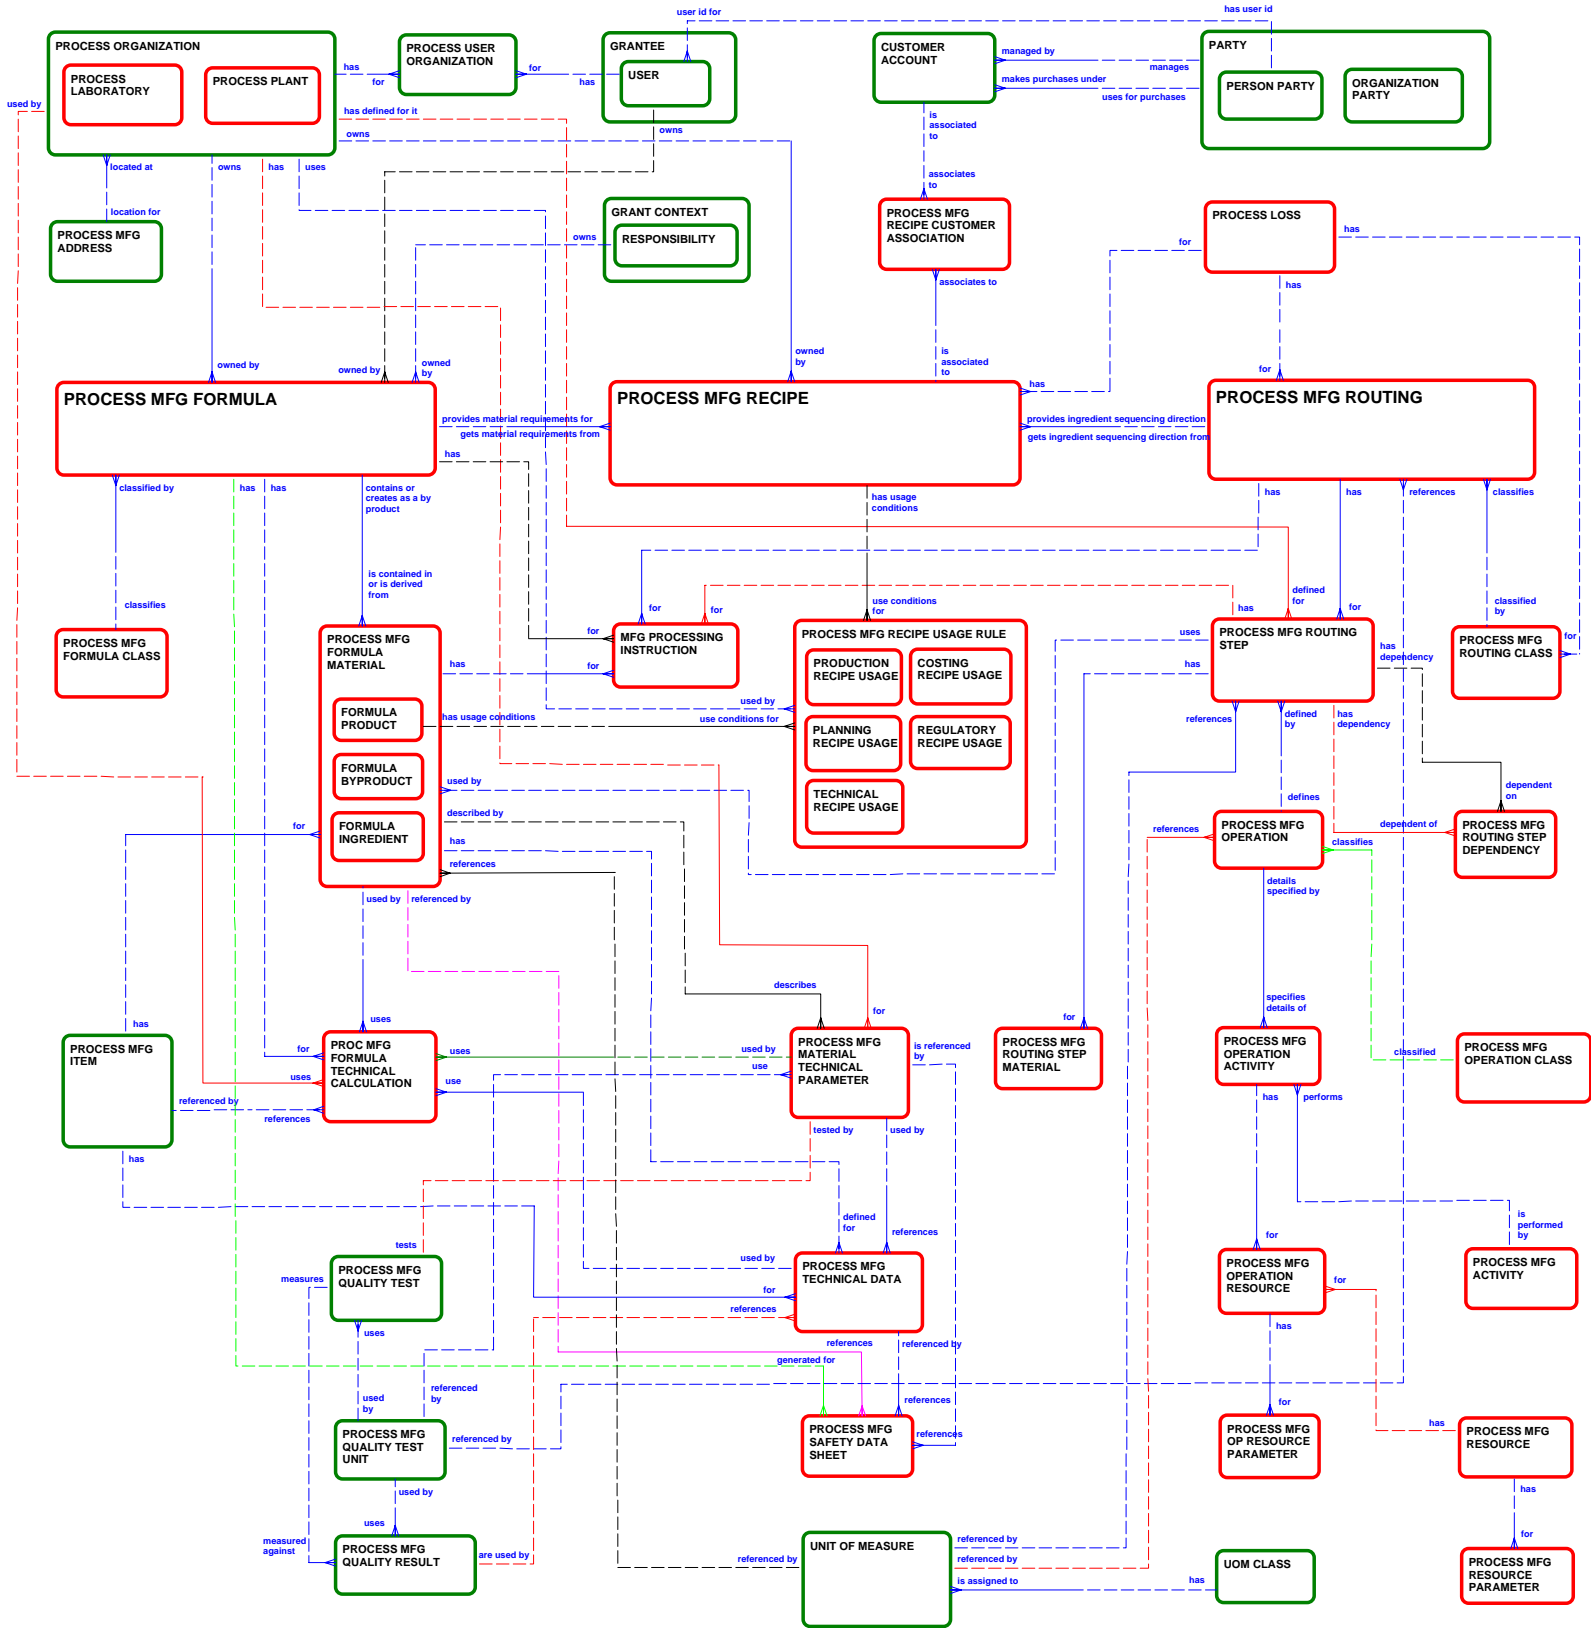 user id for
has user id
PROCESS ORGANIZATION
PROCESS
LABORATORY
PROCESS PLANT
has
for
PROCESS USER
ORGANIZATION
for
has
GRANTEE
USER
CUSTOMER
ACCOUNT
managed by
manages
makes purchases under
uses for purchases
PARTY
PERSON PARTY
ORGANIZATION
PARTY
used by
has defined for it
owns
owns
is
associated
to
located at
owns
has
uses
location for
associates
to
PROCESS MFG
ADDRESS
GRANT CONTEXT
RESPONSIBILITY
owns
PROCESS MFG
RECIPE CUSTOMER
ASSOCIATION
PROCESS LOSS
for
has
associates to
has
owned by
owned by
owned
by
owned
by
is
associated
to
for
has
PROCESS MFG FORMULA
PROCESS MFG RECIPE
PROCESS MFG ROUTING
provides material requirements for
gets material requirements from
provides ingredient sequencing direction
gets ingredient sequencing direction from
has
classified by
has
has
contains or
creates as a by
product
has usage
conditions
has
has
references
classifies
is contained in
or is derived
from
classifies
for
for
use conditions
for
has
defined
for
for
classified
by
PROCESS MFG
FORMULA CLASS
PROCESS MFG
FORMULA
MATERIAL
FORMULA
PRODUCT
FORMULA
BYPRODUCT
FORMULA
INGREDIENT
for
MFG PROCESSING
INSTRUCTION
has
for
PROCESS MFG RECIPE USAGE RULE
PRODUCTION
RECIPE USAGE
COSTING
RECIPE USAGE
PLANNING
RECIPE USAGE
REGULATORY
RECIPE USAGE
TECHNICAL
RECIPE USAGE
uses
has
PROCESS MFG ROUTING
STEP
has
dependency
PROCESS MFG
ROUTING CLASS
for
used by
has usage conditions
use conditions for
references
defined
by
has
dependency
used by
described by
has
references
for
defines
dependent
on
references
PROCESS MFG
OPERATION
dependent of
classifies
PROCESS MFG
ROUTING STEP
DEPENDENCY
used by
referenced by
details
specified by
describes
for
specifies
details of
has
uses
for
PROCESS MFG
ITEM
for
uses
referenced by
references
PROC MFG
FORMULA
TECHNICAL
CALCULATION
uses
used by
use
use
PROCESS MFG
MATERIAL
TECHNICAL
PARAMETER
is referenced
by
PROCESS MFG
ROUTING STEP
MATERIAL
PROCESS MFG
OPERATION
ACTIVITY
classified
PROCESS MFG
OPERATION CLASS
has
performs
tested by
used by
has
defined
for
references
is
performed
by
tests
used by
for
PROCESS MFG
QUALITY TEST
measures
PROCESS MFG
TECHNICAL DATA
for
references
PROCESS MFG
OPERATION
RESOURCE
for
PROCESS MFG
ACTIVITY
uses
references
referenced by
has
generated for
used
by
referenced
by
references
for
has
PROCESS MFG
QUALITY TEST
UNIT
referenced by
PROCESS MFG
SAFETY DATA
SHEET
references
PROCESS MFG
OP RESOURCE
PARAMETER
PROCESS MFG
RESOURCE
used by
has
uses
measured
against
PROCESS MFG
QUALITY RESULT
are used by
referenced by
UNIT OF MEASURE
referenced by
referenced by
is assigned to
has
UOM CLASS
for
PROCESS MFG
RESOURCE
PARAMETER